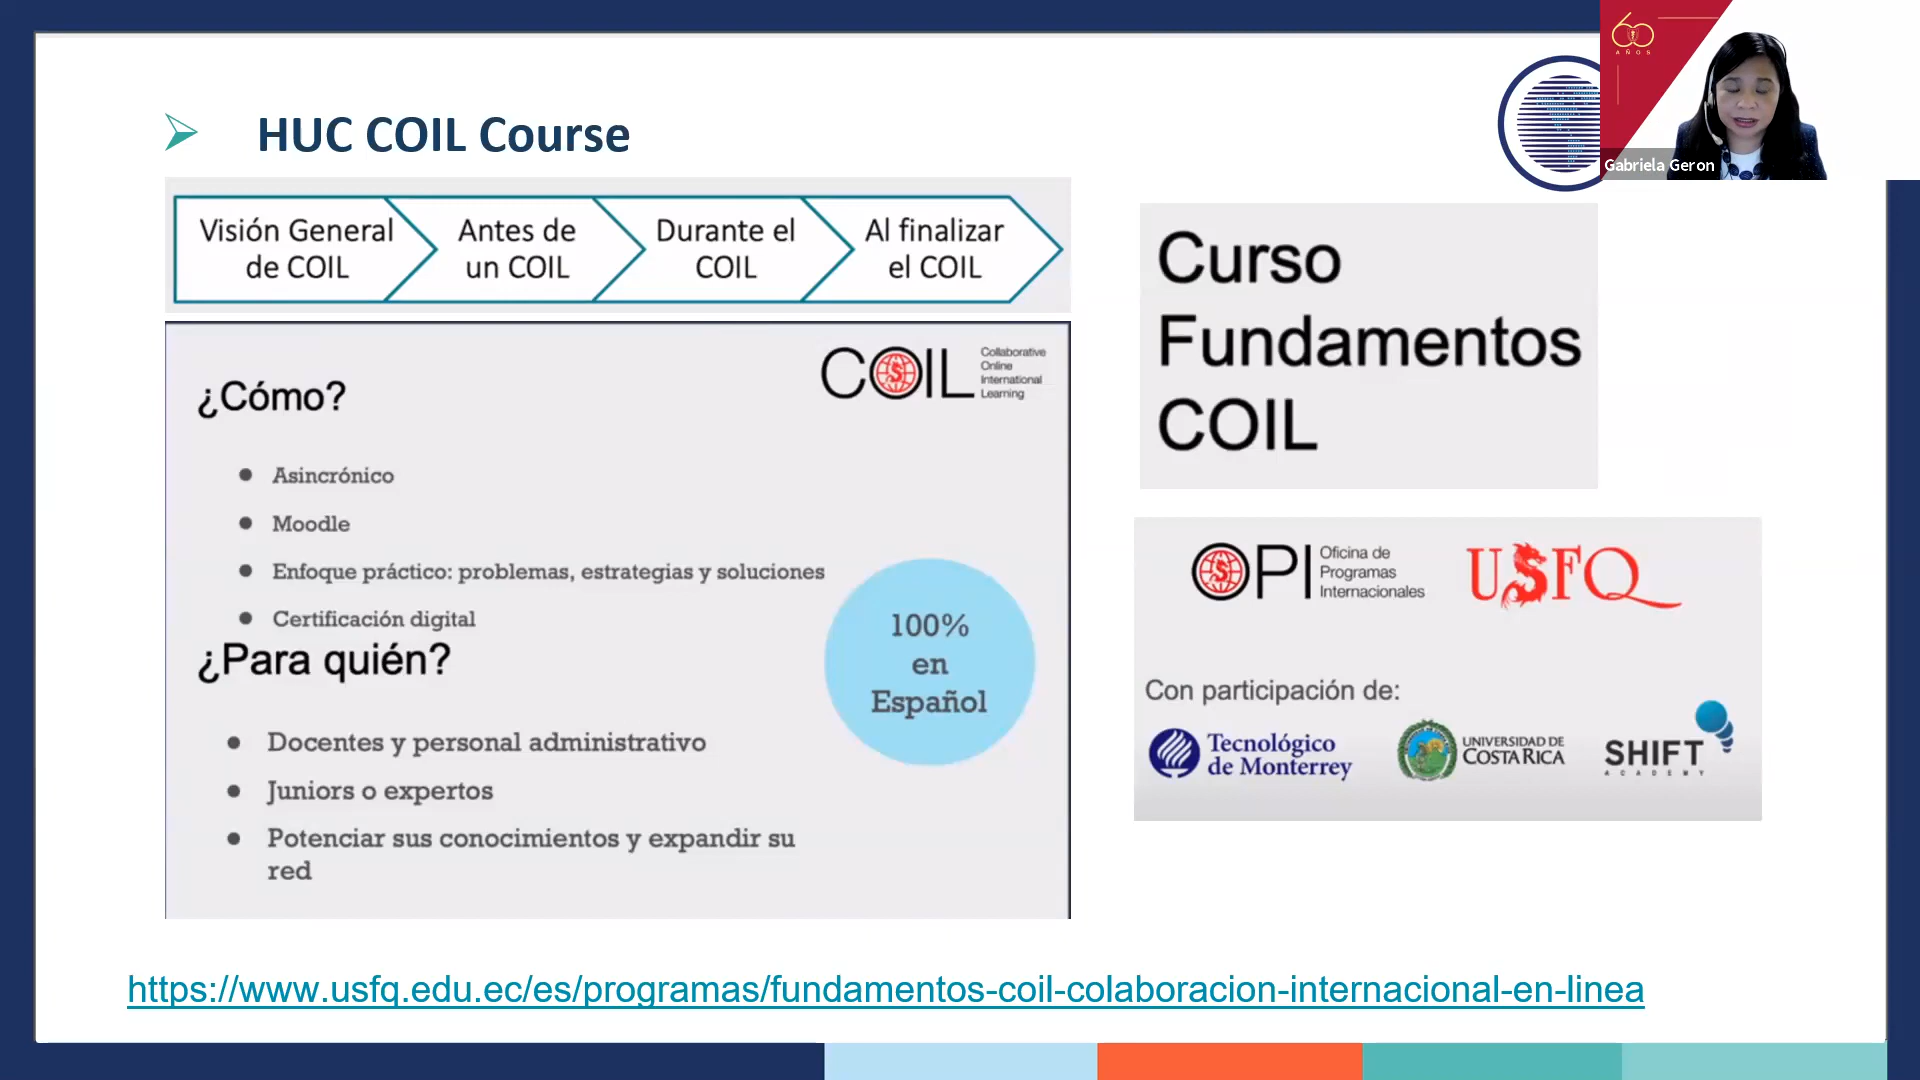 HUC COIL Course
60
AÑOS
Gabriela Geron
Visión General
de COIL
Antes de
un COIL
Durante el
COIL
Al finalizar
el COIL
¿Cómo?
COIL
Collaborative
Online
International
Learning
Asincrónico
Moodle
Enfoque práctico: problemas, estrategias y soluciones
Certificación digital
¿Para quién?
100%
en
Español
Docentes y personal administrativo
Juniors o expertos
Potenciar sus conocimientos y expandir su
red
Curso
Fundamentos
COIL
OPI
Oficina de
Programas
Internacionales
USFQ
Con participación de:
Tecnológico
de Monterrey
UNIVERSIDAD DE
COSTA RICA
SHIFT
ACADEMY
https://www.usfq.edu.ec/es/programas/fundamentos-coil-colaboracion-internacional-en-linea